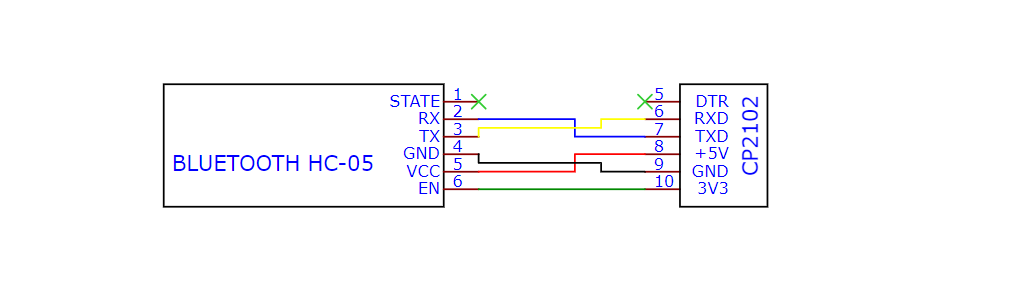 BLUETOOTH HC-05
STATE 1
RX 2
TX 3
GND 4
VCC 5
EN 6
5 DTR
6 RXD
7 TXD
8 +5V
9 GND
10 3V3
CP2102